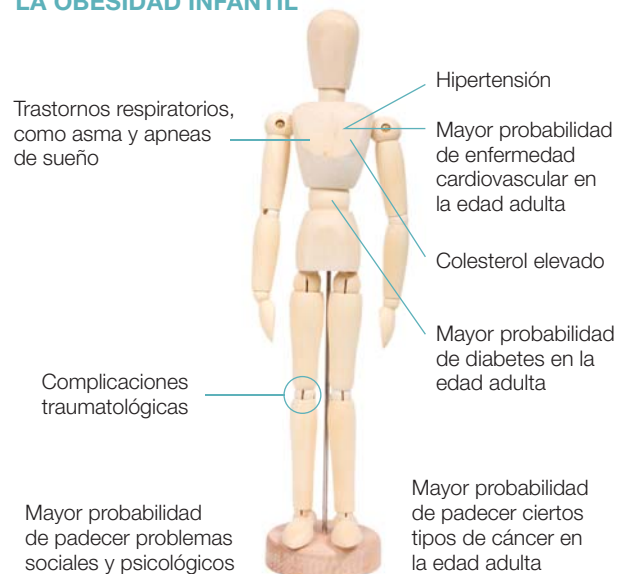 LA OBESIDAD INFANTIL
Trastornos respiratorios,
como asma y apneas
de sueño
Hipertensión
Mayor probabilidad
de enfermedad
cardiovascular en
la edad adulta
Colesterol elevado
Mayor probabilidad
de diabetes en la
edad adulta
Complicaciones
traumatológicas
Mayor probabilidad
de padecer problemas
sociales y psicológicos
Mayor probabilidad
de padecer ciertos
tipos de cáncer en
la edad adulta